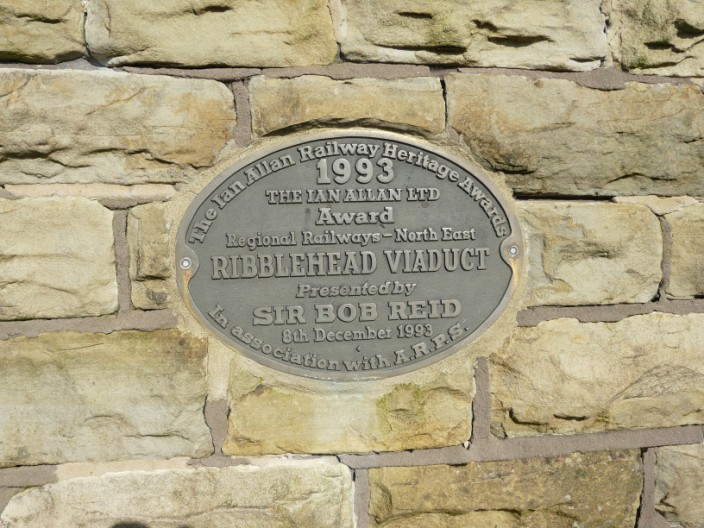 The Ian Allan Railway Heritage Awards
1993
THE IAN ALLAN LTD
Award
Regional Railways – North East
RIBBLEHEAD VIADUCT
Presented by
SIR BOB REID
8th December 1993
In association with A.R.P.S.